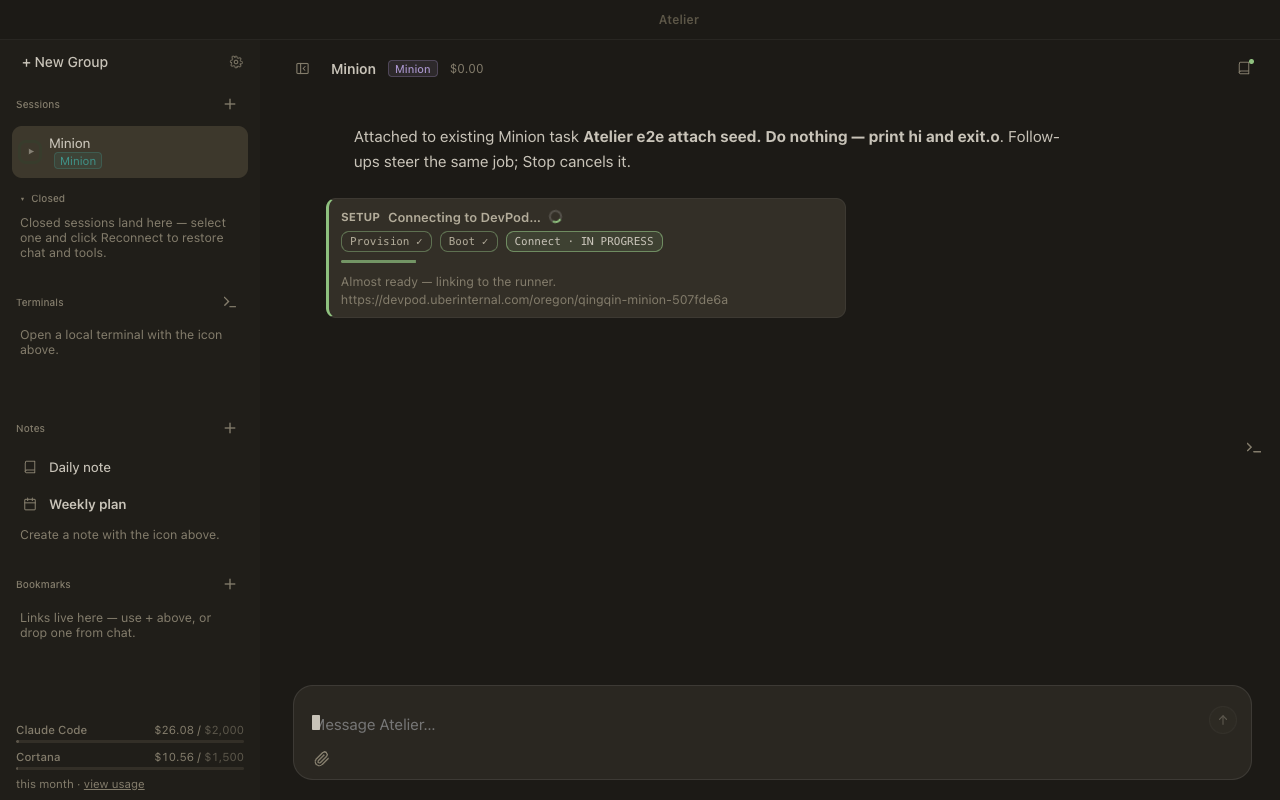 Atelier
+ New Group
Sessions
Minion
Minion
Closed
Closed sessions land here — select
one and click Reconnect to restore
chat and tools.
Terminals
Open a local terminal with the icon
above.
Notes
Daily note
Weekly plan
Create a note with the icon above.
Bookmarks
Links live here — use + above, or
drop one from chat.
Claude Code $26.08 / $2,000
Cortana $10.56 / $1,500
this month · view usage
Minion Minion $0.00
Attached to existing Minion task Atelier e2e attach seed. Do nothing — print hi and exit.o. Follow-
ups steer the same job; Stop cancels it.
SETUP Connecting to DevPod...
Provision ✓ Boot ✓ Connect · IN PROGRESS
Almost ready — linking to the runner.
https://devpod.uberinternal.com/oregon/qingqin-minion-507fde6a
Message Atelier...